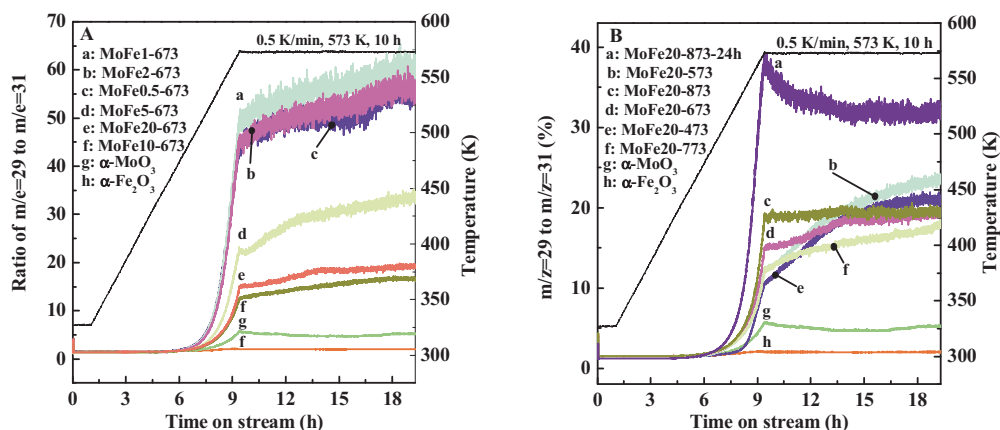 A
0.5 K/min, 573 K, 10 h
a: MoFe1-673
b: MoFe2-673
c: MoFe0.5-673
d: MoFe5-673
e: MoFe20-673
f: MoFe10-673
g: α-MoO3
h: α-Fe2O3
a
b
c
d
e
f
g
f
70
60
50
40
30
20
10
0
Ratio of m/e=29 to m/e=31
600
550
500
450
400
350
300
Temperature (K)
0 3 6 9 12 15 18
Time on stream (h)
B
0.5 K/min, 573 K, 10 h
a: MoFe20-873-24h
b: MoFe20-573
c: MoFe20-873
d: MoFe20-673
e: MoFe20-473
f: MoFe20-773
g: α-MoO3
h: α-Fe2O3
a
b
c
d
f
e
g
h
40
30
20
10
0
m/z=29 to m/z=31 (%)
600
550
500
450
400
350
300
Temperature (K)
0 3 6 9 12 15 18
Time on stream (h)